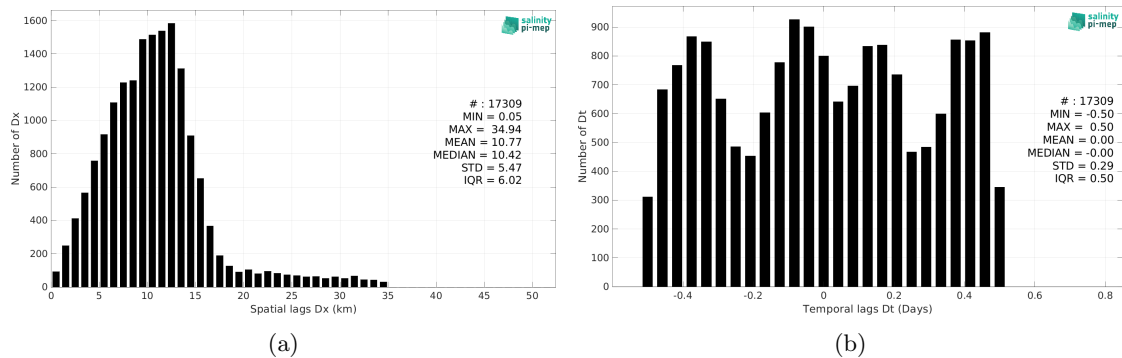 1600
1400
1200
1000
800
600
400
200
0
Number of Dx
0 5 10 15 20 25 30 35 40 45 50
Spatial lags Dx (km)
salinity
pi-mep
# : 17309
MIN = 0.05
MAX = 34.94
MEAN = 10.77
MEDIAN = 10.42
STD = 5.47
IQR = 6.02
(a)
900
800
700
600
500
400
300
200
100
0
Number of Dt
-0.4 -0.2 0 0.2 0.4 0.6 0.8
Temporal lags Dt (Days)
salinity
pi-mep
# : 17309
MIN = -0.50
MAX = 0.50
MEAN = 0.00
MEDIAN = -0.00
STD = 0.29
IQR = 0.50
(b)